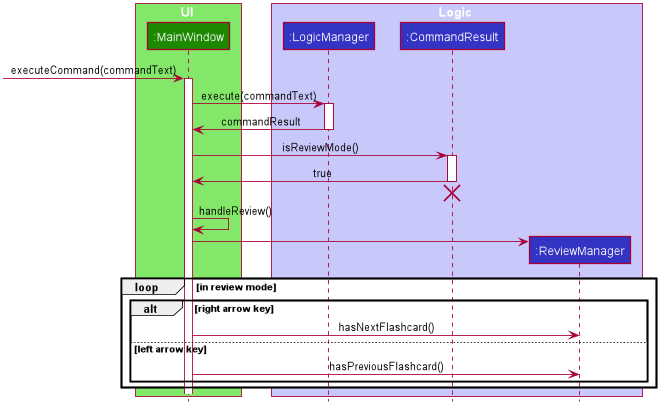 UI
Logic
:MainWindow
:LogicManager
:CommandResult
executeCommand(commandText)
execute(commandText)
commandResult
isReviewMode()
true
handleReview()
:ReviewManager
loop [in review mode]
alt [right arrow key]
hasNextFlashcard()
[left arrow key]
hasPreviousFlashcard()